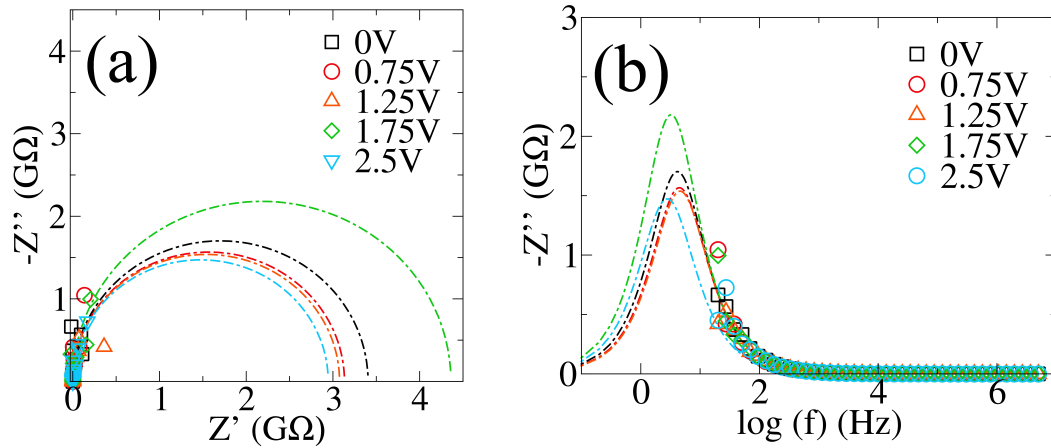 (a)
0V
0.75V
1.25V
1.75V
2.5V
4
3
2
1
0
-Z'' (GΩ)
0 1 2 3 4
Z' (GΩ)
(b)
0V
0.75V
1.25V
1.75V
2.5V
3
2
1
0
-Z'' (GΩ)
0 2 4 6
log (f) (Hz)